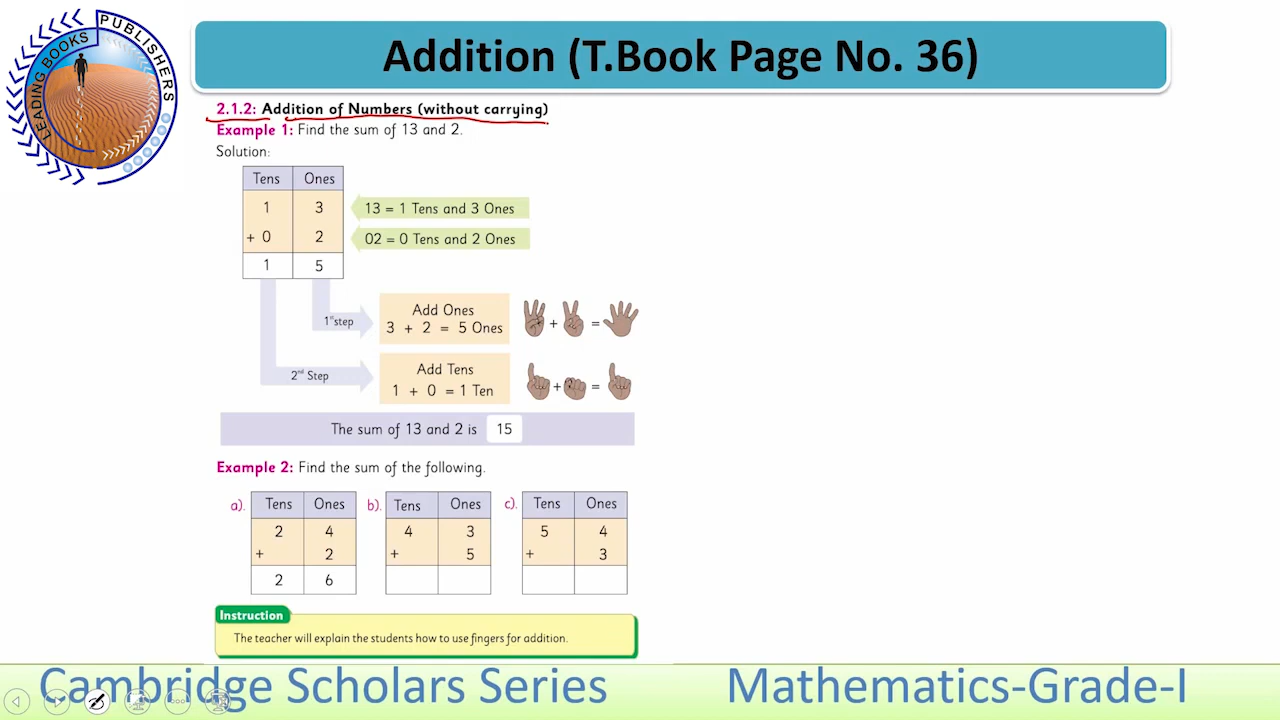 LEADING BOOKS PUBLISHERS
Addition (T.Book Page No. 36)
2.1.2: Addition of Numbers (without carrying)
Example 1: Find the sum of 13 and 2.
Solution:
Tens Ones
1 3
13 = 1 Tens and 3 Ones
+ 0 2
02 = 0 Tens and 2 Ones
1 5
1st step
Add Ones
3 + 2 = 5 Ones
+ =
2nd Step
Add Tens
1 + 0 = 1 Ten
+ =
The sum of 13 and 2 is 15
Example 2: Find the sum of the following.
a). Tens Ones b). Tens Ones c). Tens Ones
2 4 4 3 5 4
+ 2 + 5 + 3
2 6
Instruction
The teacher will explain the students how to use fingers for addition.
Cambridge Scholars Series Mathematics-Grade-I